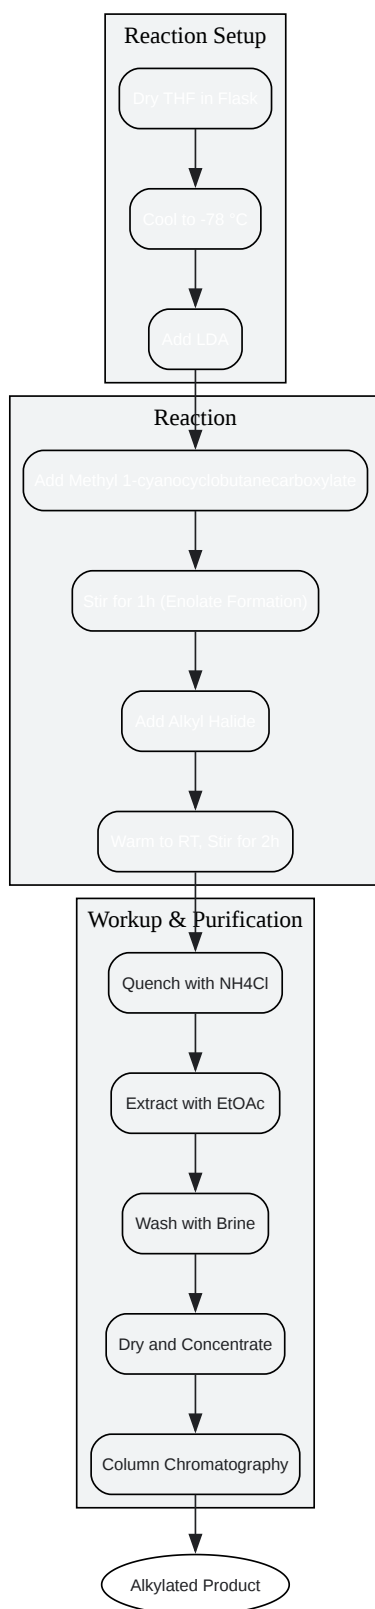 Reaction Setup
Dry THF in Flask
Cool to -78 °C
Add LDA
Reaction
Add Methyl 1-cyanocyclobutanecarboxylate
Stir for 1h (Enolate Formation)
Add Alkyl Halide
Warm to RT, Stir for 2h
Workup & Purification
Quench with NH4Cl
Extract with EtOAc
Wash with Brine
Dry and Concentrate
Column Chromatography
Alkylated Product